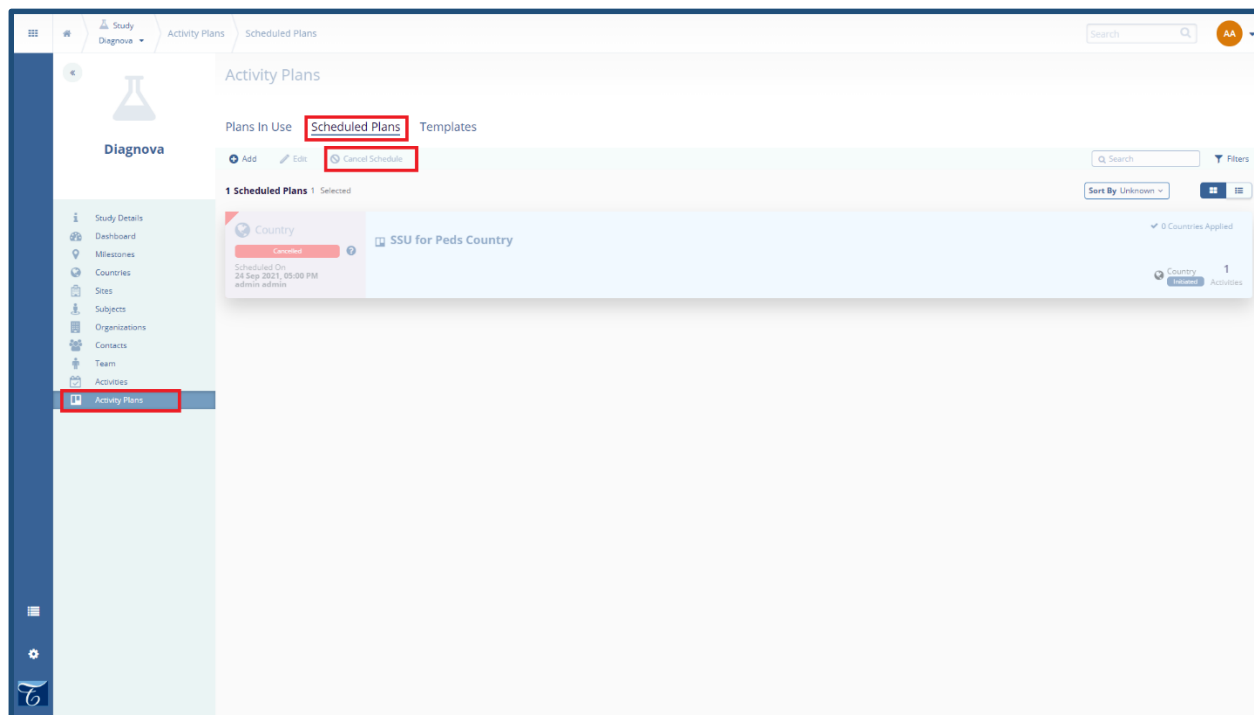 Study
Diagnova
Activity Plans
Scheduled Plans
Search
AA
Activity Plans
Diagnova
Plans In Use Scheduled Plans Templates
Add Edit Cancel Schedule
Search
Filters
1 Scheduled Plans 1 Selected
Sort By Unknown
Study Details
Dashboard
Milestones
Countries
Sites
Subjects
Organizations
Contacts
Team
Activities
Activity Plans
Country
Cancelled
Scheduled On
24 Sep 2021, 05:00 PM
admin admin
SSU for Peds Country
0 Countries Applied
Country
Initiated
1
Activities